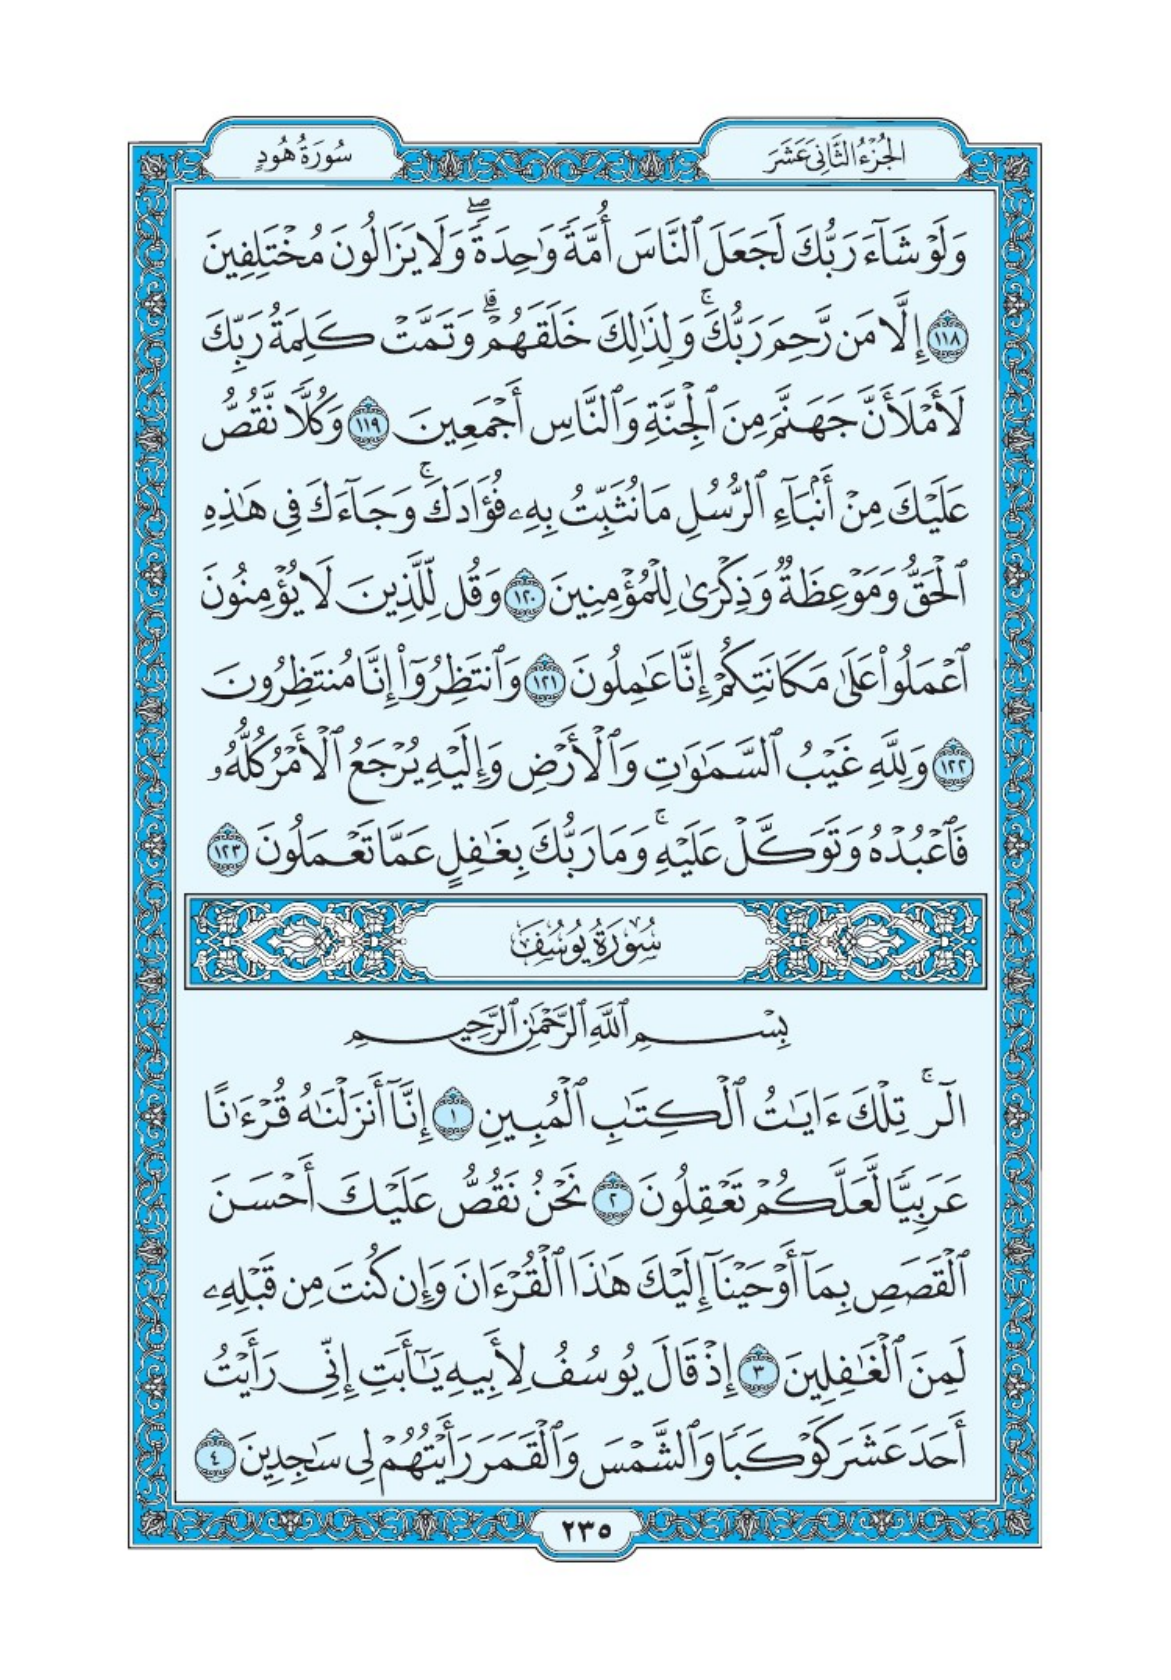 الجُزْءُ الثَّانِي عَشَرَ
سُورَةُ هُودٍ
وَلَوْ شَآءَ رَبُّكَ لَجَعَلَ ٱلنَّاسَ أُمَّةً وَٰحِدَةًۖ وَلَا يَزَالُونَ مُخْتَلِفِينَ
١١٨ إِلَّا مَن رَّحِمَ رَبُّكَۚ وَلِذَٰلِكَ خَلَقَهُمْۗ وَتَمَّتْ كَلِمَةُ رَبِّكَ
لَأَمْلَأَنَّ جَهَنَّمَ مِنَ ٱلْجِنَّةِ وَٱلنَّاسِ أَجْمَعِينَ ١١٩ وَكُلًّا نَّقُصُّ
عَلَيْكَ مِنْ أَنۢبَآءِ ٱلرُّسُلِ مَا نُثَبِّتُ بِهِۦ فُؤَادَكَۚ وَجَآءَكَ فِى هَٰذِهِ
ٱلْحَقُّ وَمَوْعِظَةٌ وَذِكْرَىٰ لِلْمُؤْمِنِينَ ١٢٠ وَقُل لِّلَّذِينَ لَا يُؤْمِنُونَ
ٱعْمَلُوا۟ عَلَىٰ مَكَانَتِكُمْ إِنَّا عَٰمِلُونَ ١٢١ وَٱنتَظِرُوٓا۟ إِنَّا مُنتَظِرُونَ
١٢٢ وَلِلَّهِ غَيْبُ ٱلسَّمَٰوَٰتِ وَٱلْأَرْضِ وَإِلَيْهِ يُرْجَعُ ٱلْأَمْرُ كُلُّهُۥ
فَٱعْبُدْهُ وَتَوَكَّلْ عَلَيْهِۚ وَمَا رَبُّكَ بِغَٰفِلٍ عَمَّا تَعْمَلُونَ ١٢٣
سُورَةُ يُوسُفَ
بِسْمِ ٱللَّهِ ٱلرَّحْمَٰنِ ٱلرَّحِيمِ
الٓرۚ تِلْكَ ءَايَٰتُ ٱلْكِتَٰبِ ٱلْمُبِينِ ١ إِنَّآ أَنزَلْنَٰهُ قُرْءَٰنًا
عَرَبِيًّا لَّعَلَّكُمْ تَعْقِلُونَ ٢ نَحْنُ نَقُصُّ عَلَيْكَ أَحْسَنَ
ٱلْقَصَصِ بِمَآ أَوْحَيْنَآ إِلَيْكَ هَٰذَا ٱلْقُرْءَانَ وَإِن كُنتَ مِن قَبْلِهِۦ
لَمِنَ ٱلْغَٰفِلِينَ ٣ إِذْ قَالَ يُوسُفُ لِأَبِيهِ يَٰٓأَبَتِ إِنِّى رَأَيْتُ
أَحَدَ عَشَرَ كَوْكَبًا وَٱلشَّمْسَ وَٱلْقَمَرَ رَأَيْتُهُمْ لِى سَٰجِدِينَ ٤
٢٣٥